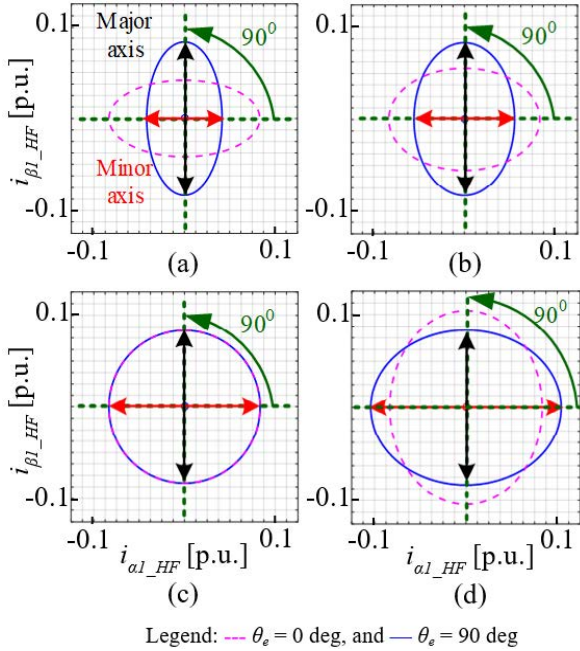 Major
axis
90⁰
90⁰
0.1
0.1
i_β1_HF [p.u.]
Minor
axis
-0.1
-0.1
-0.1
0.1
-0.1
0.1
(a)
(b)
90⁰
90⁰
0.1
0.1
i_β1_HF [p.u.]
-0.1
-0.1
-0.1
0.1
-0.1
0.1
i_α1_HF [p.u.]
i_α1_HF [p.u.]
(c)
(d)
Legend: --- θ_e = 0 deg, and — θ_e = 90 deg